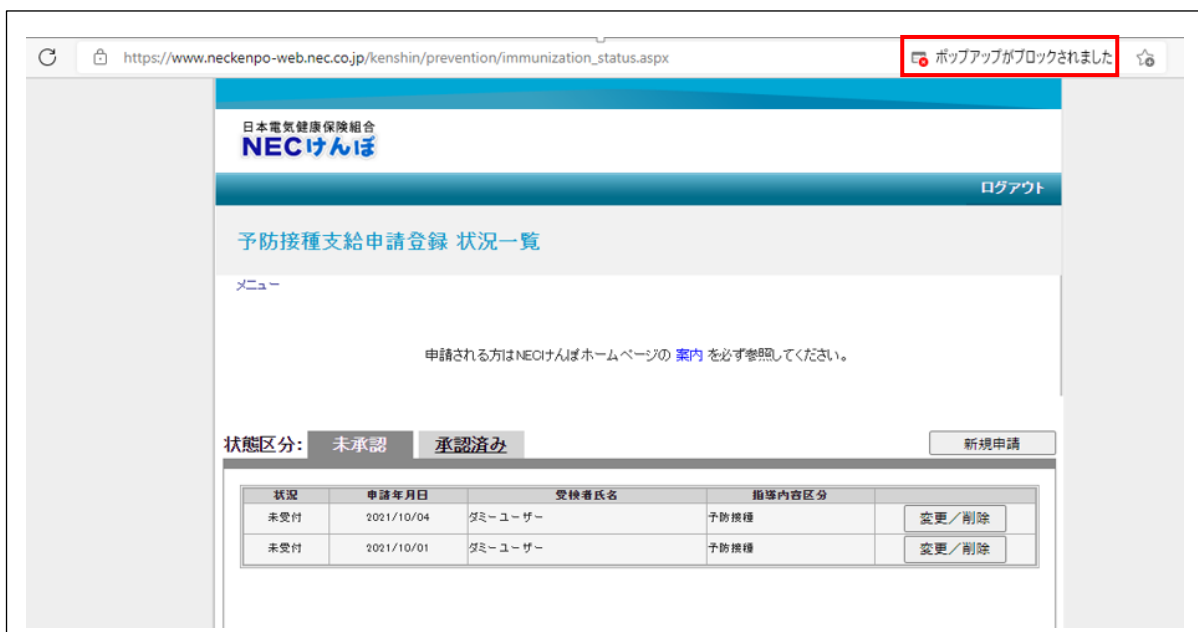 https://www.neckenpo-web.nec.co.jp/kenshin/prevention/immunization_status.aspx ポップアップがブロックされました
日本電気健康保険組合
NECけんぽ
ログアウト
予防接種支給申請登録 状況一覧
メニュー
申請される方はNECけんぽホームページの 案内 を必ず参照してください。
状態区分: 未承認 承認済み 新規申請
状況 申請年月日 受検者氏名 指導内容区分
未受付 2021/10/04 ダミーユーザー 予防接種 変更/削除
未受付 2021/10/01 ダミーユーザー 予防接種 変更/削除